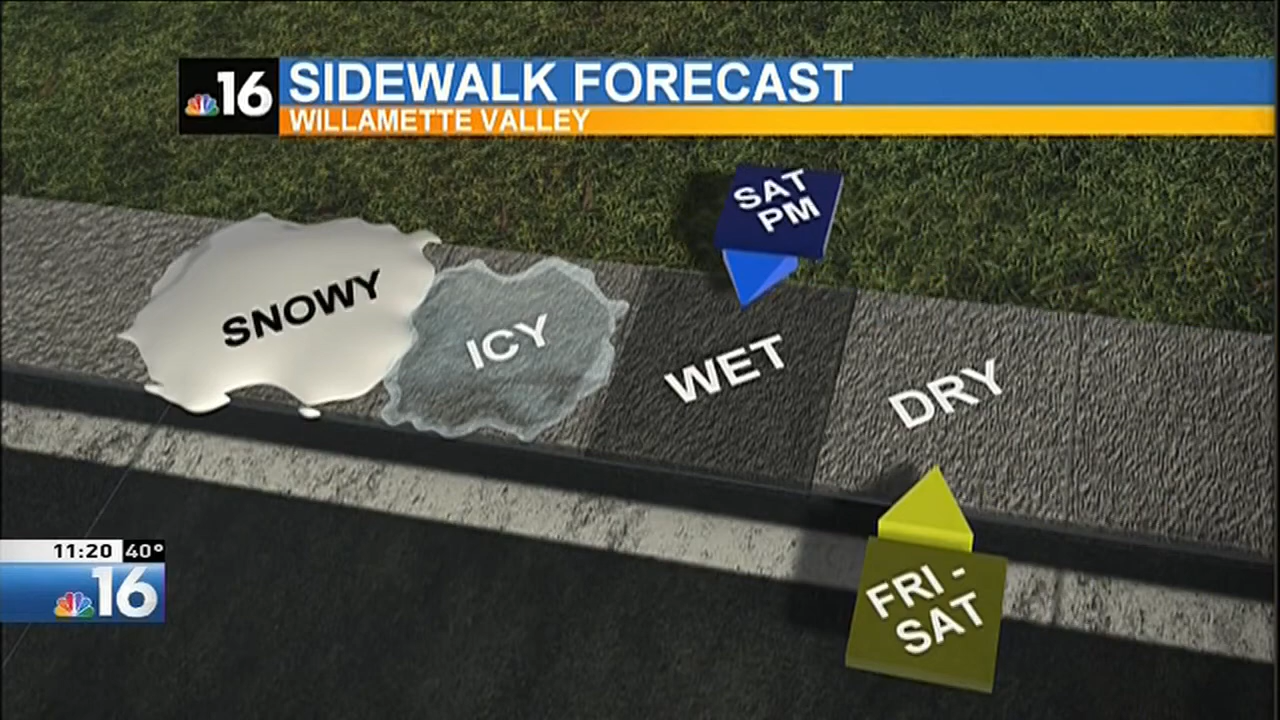 16
SIDEWALK FORECAST
WILLAMETTE VALLEY
SAT
PM
SNOWY
ICY
WET
DRY
11:20 40°
16
FRI -
SAT